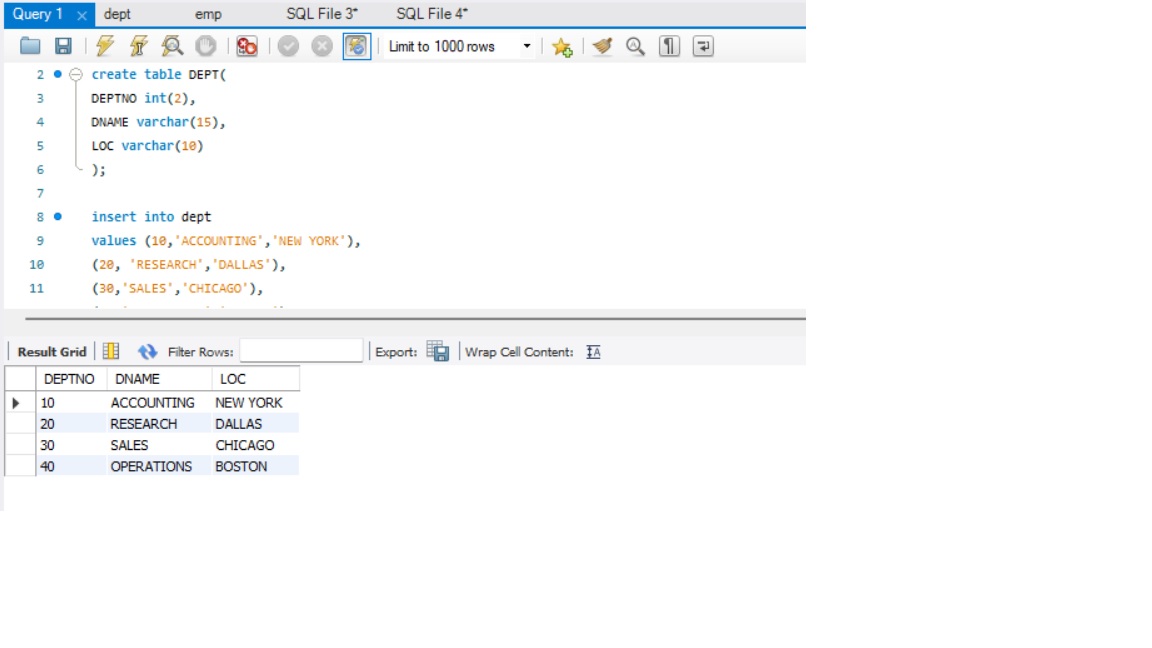 Query 1 × dept emp SQL File 3* SQL File 4*
Limit to 1000 rows
2 create table DEPT(
3 DEPTNO int(2),
4 DNAME varchar(15),
5 LOC varchar(10)
6 );
7
8 insert into dept
9 values (10,'ACCOUNTING','NEW YORK'),
10 (20, 'RESEARCH','DALLAS'),
11 (30,'SALES','CHICAGO'),
Result Grid Filter Rows: Export: Wrap Cell Content:
DEPTNO DNAME LOC
10 ACCOUNTING NEW YORK
20 RESEARCH DALLAS
30 SALES CHICAGO
40 OPERATIONS BOSTON